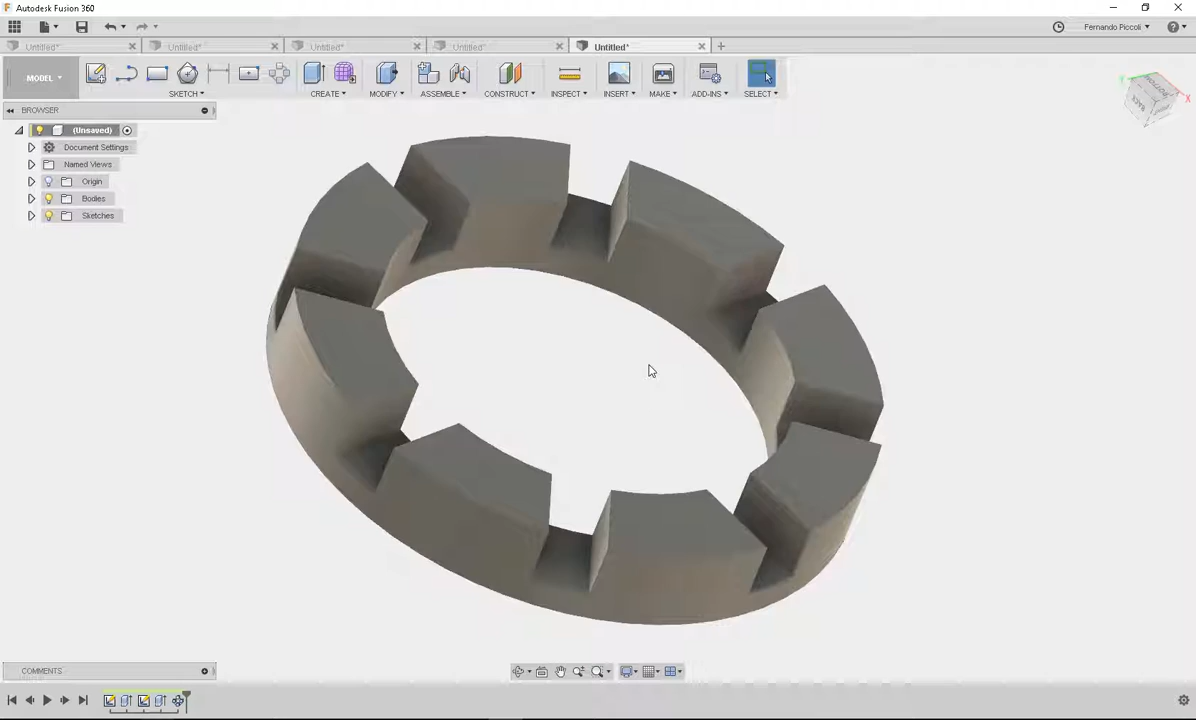 Autodesk Fusion 360
Fernando Piccoli
Untitled*
Untitled*
Untitled*
Untitled*
Untitled*
MODEL
SKETCH
CREATE
MODIFY
ASSEMBLE
CONSTRUCT
INSPECT
INSERT
MAKE
ADD-INS
SELECT
BROWSER
(Unsaved)
Document Settings
Named Views
Origin
Bodies
Sketches
BACK
X
COMMENTS